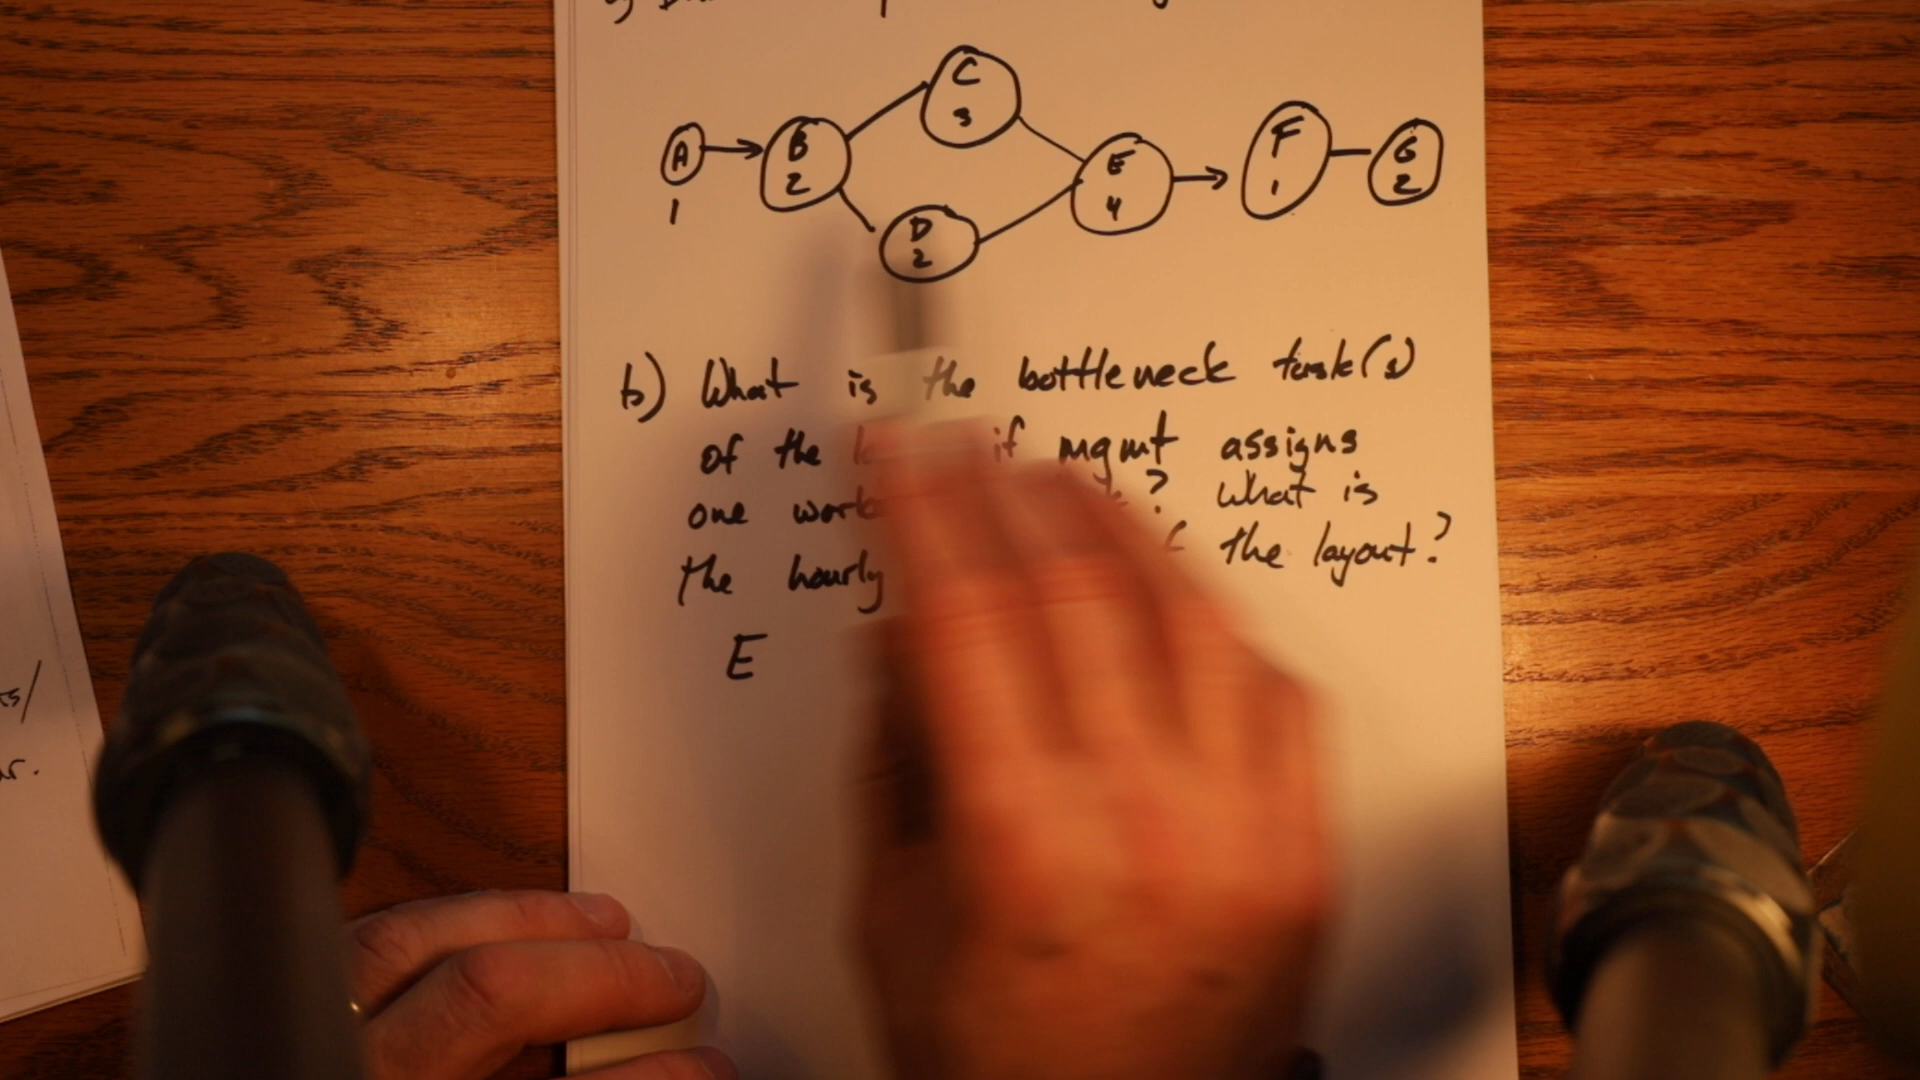 C
3
A
1
B
2
E
4
F
1
G
2
D
2
b) What is the bottleneck task(s)
of the if mgmt assigns
one ? What is
the hourly the layout?
E